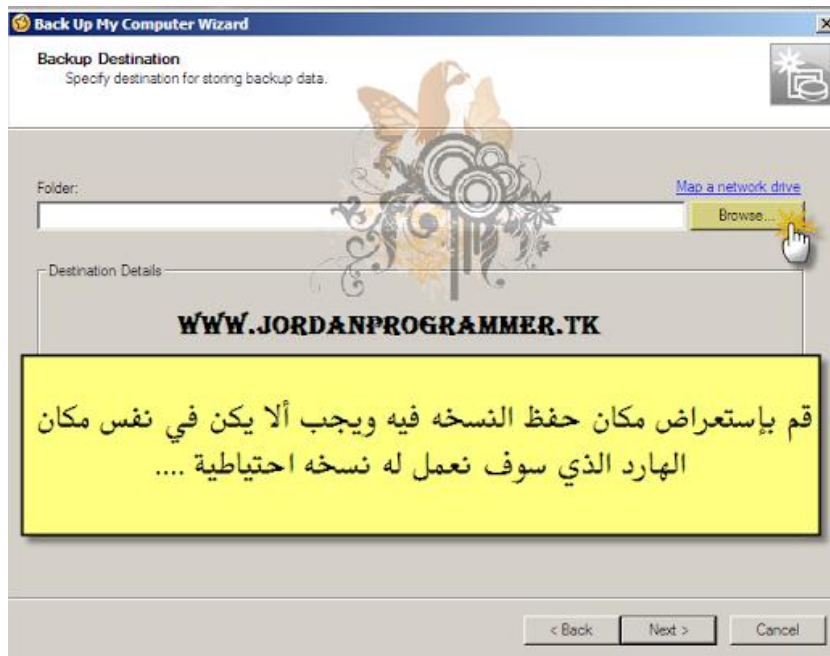 Back Up My Computer Wizard
Backup Destination
Specify destination for storing backup data.
Folder:
Map a network drive
Browse...
Destination Details
WWW.JORDANPROGRAMMER.TK
قم بإستعراض مكان حفظ النسخه فيه ويجب ألا يكن في نفس مكان
الهارد الذي سوف نعمل له نسخه احتياطية ....
< Back
Next >
Cancel